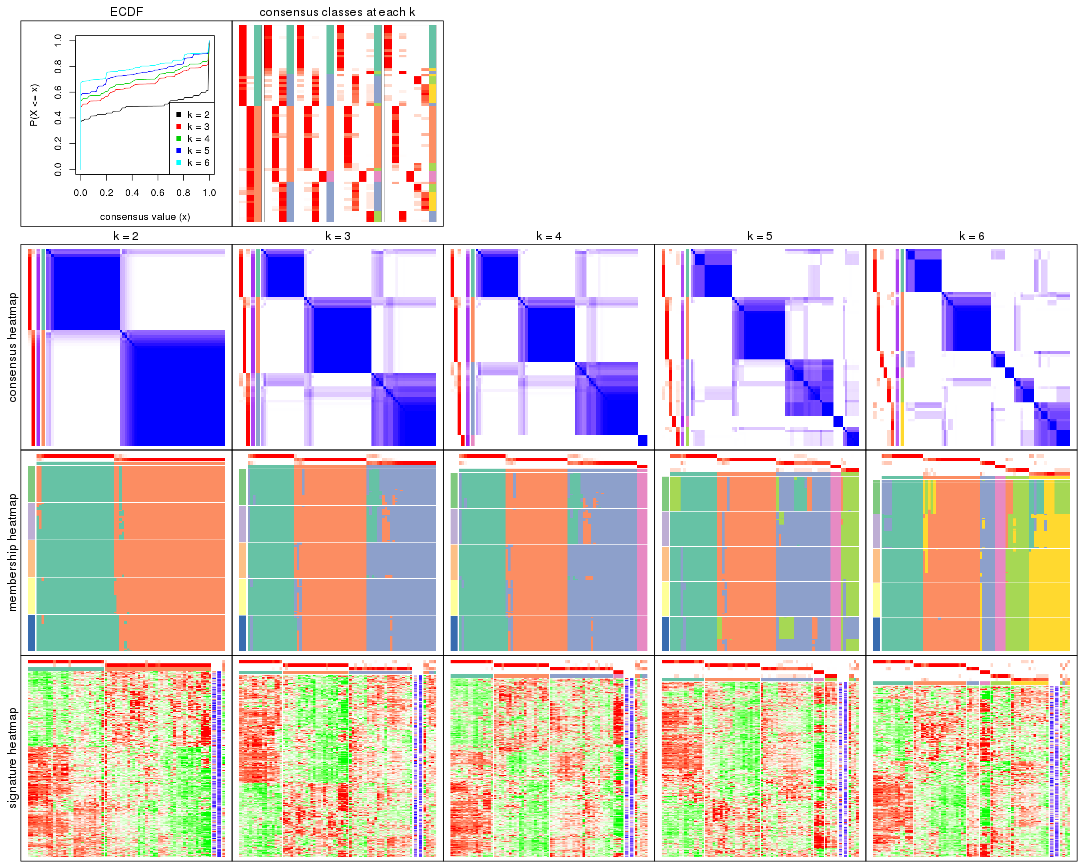 ECDF
consensus classes at each k
P(X <= x)
0.0 0.2 0.4 0.6 0.8 1.0
k = 2
k = 3
k = 4
k = 5
k = 6
0.0 0.2 0.4 0.6 0.8 1.0
consensus value (x)
k = 2
k = 3
k = 4
k = 5
k = 6
consensus heatmap
membership heatmap
signature heatmap